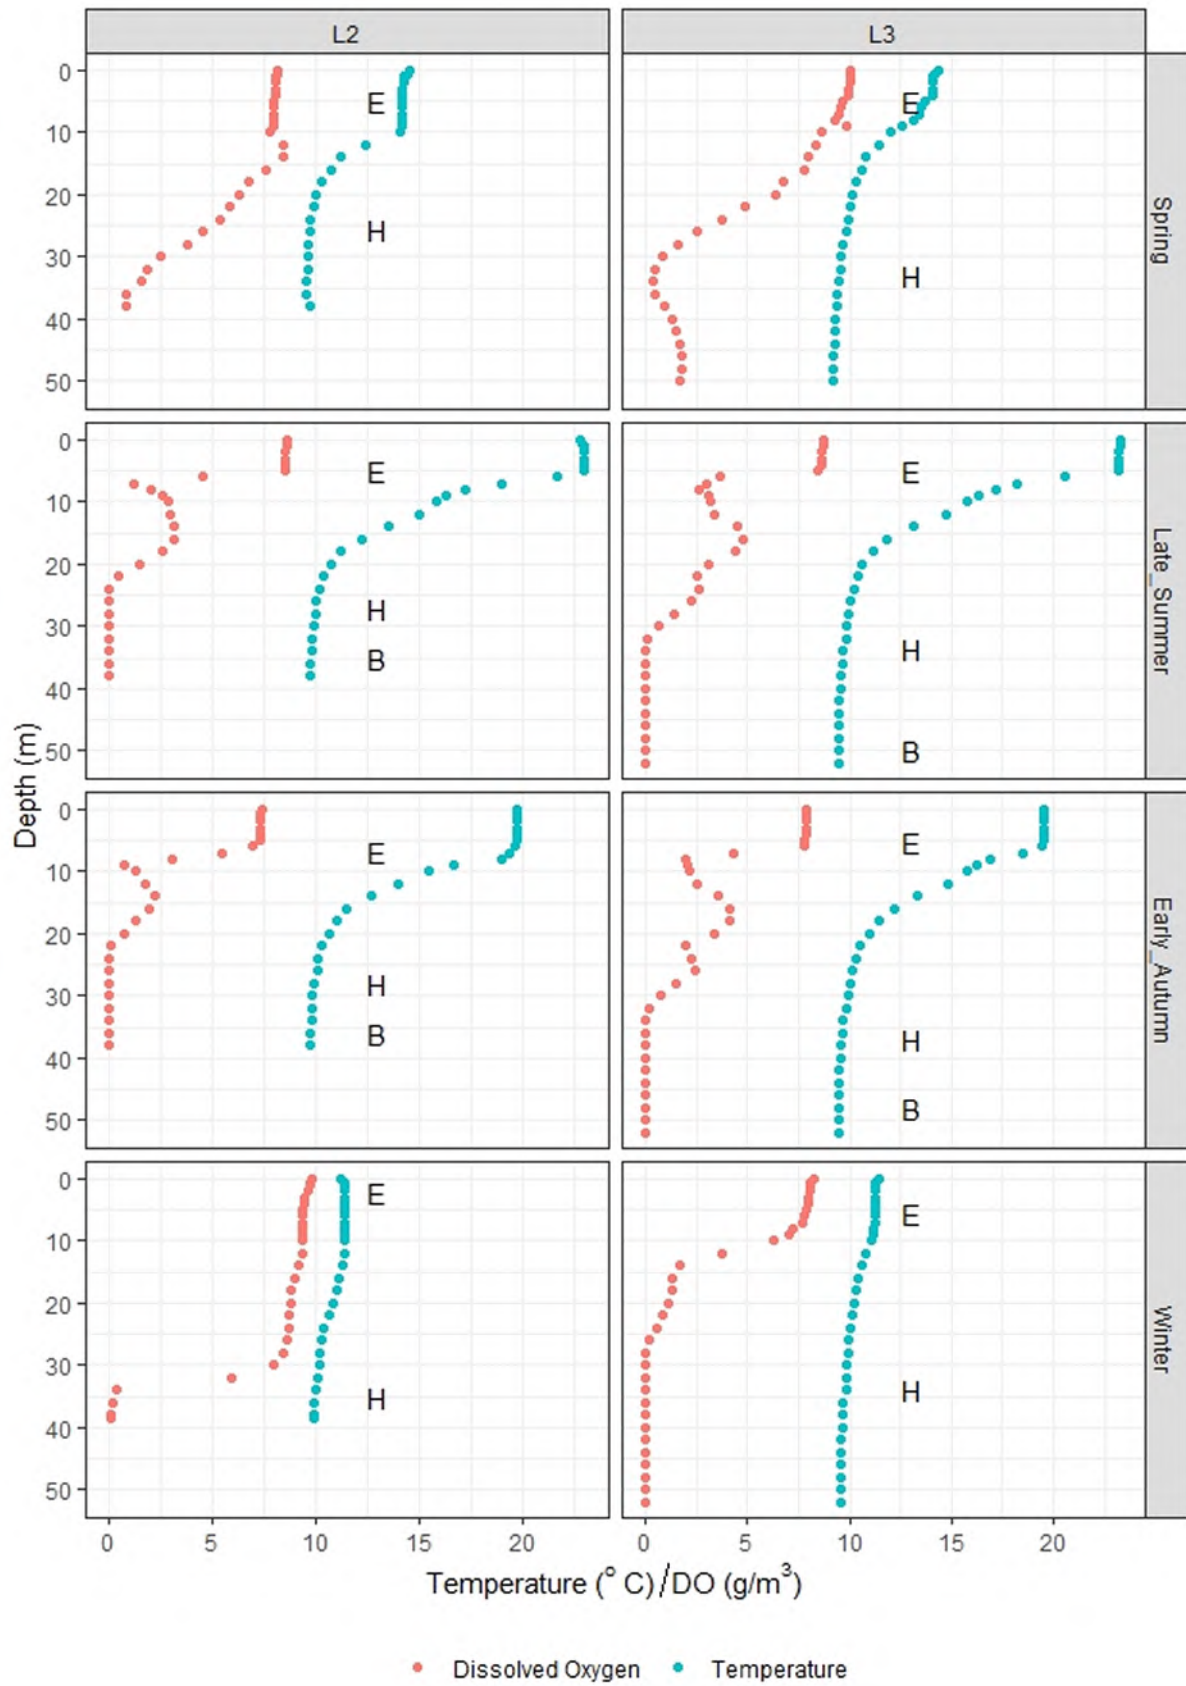 L2 L3
0
10
20
30
40
50
E
H
E
H
Spring
0
10
20
30
40
50
E
H
B
E
H
B
Late_Summer
Depth (m)
0
10
20
30
40
50
E
H
B
E
H
B
Early_Autumn
0
10
20
30
40
50
E
H
E
H
Winter
0 5 10 15 20 0 5 10 15 20
Temperature (° C)/DO (g/m³)
Dissolved Oxygen Temperature